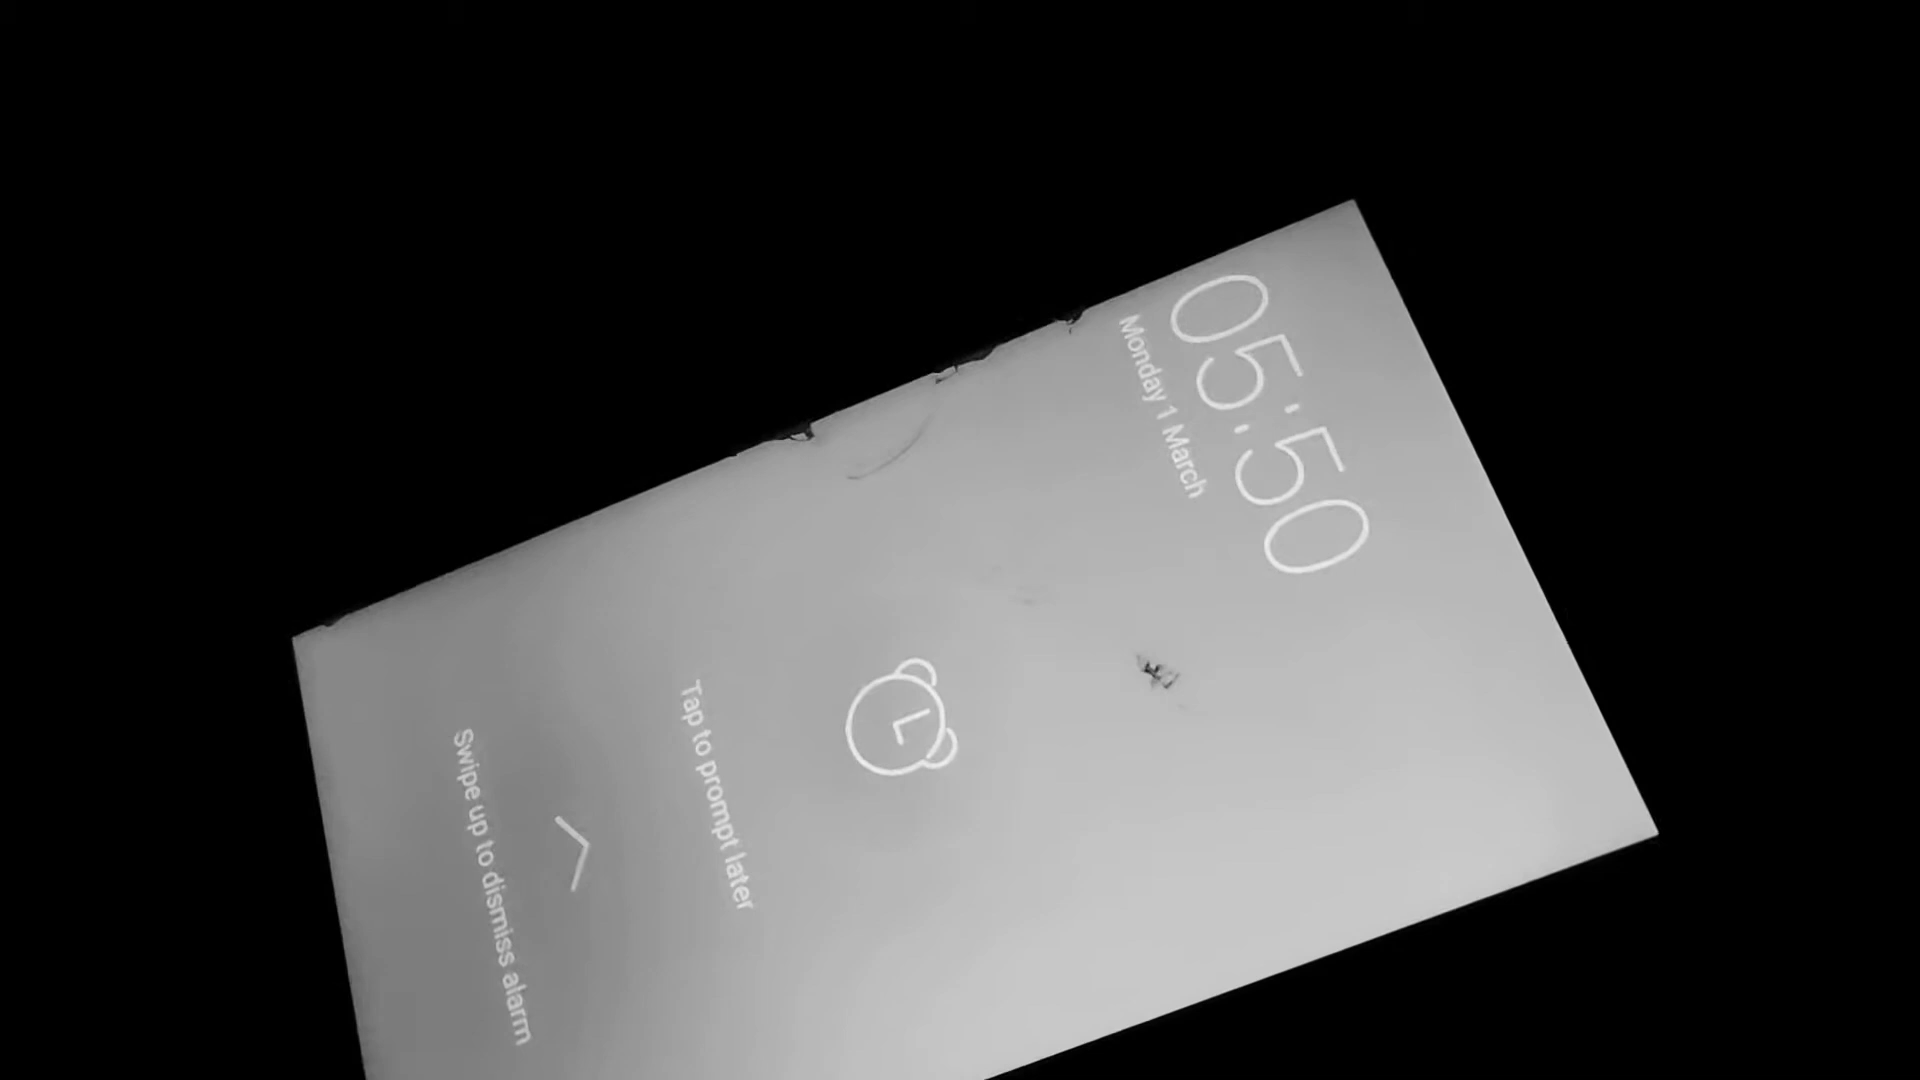 05:50
Monday 1 March
Tap to prompt later
Swipe up to dismiss alarm